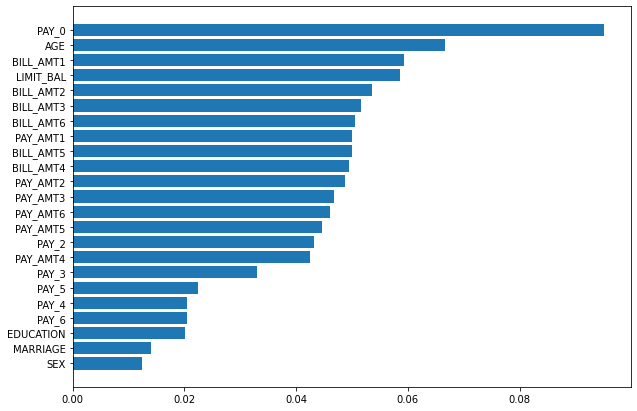 PAY_0
AGE
BILL_AMT1
LIMIT_BAL
BILL_AMT2
BILL_AMT3
BILL_AMT6
PAY_AMT1
BILL_AMT5
BILL_AMT4
PAY_AMT2
PAY_AMT3
PAY_AMT6
PAY_AMT5
PAY_2
PAY_AMT4
PAY_3
PAY_5
PAY_4
PAY_6
EDUCATION
MARRIAGE
SEX
0.00 0.02 0.04 0.06 0.08